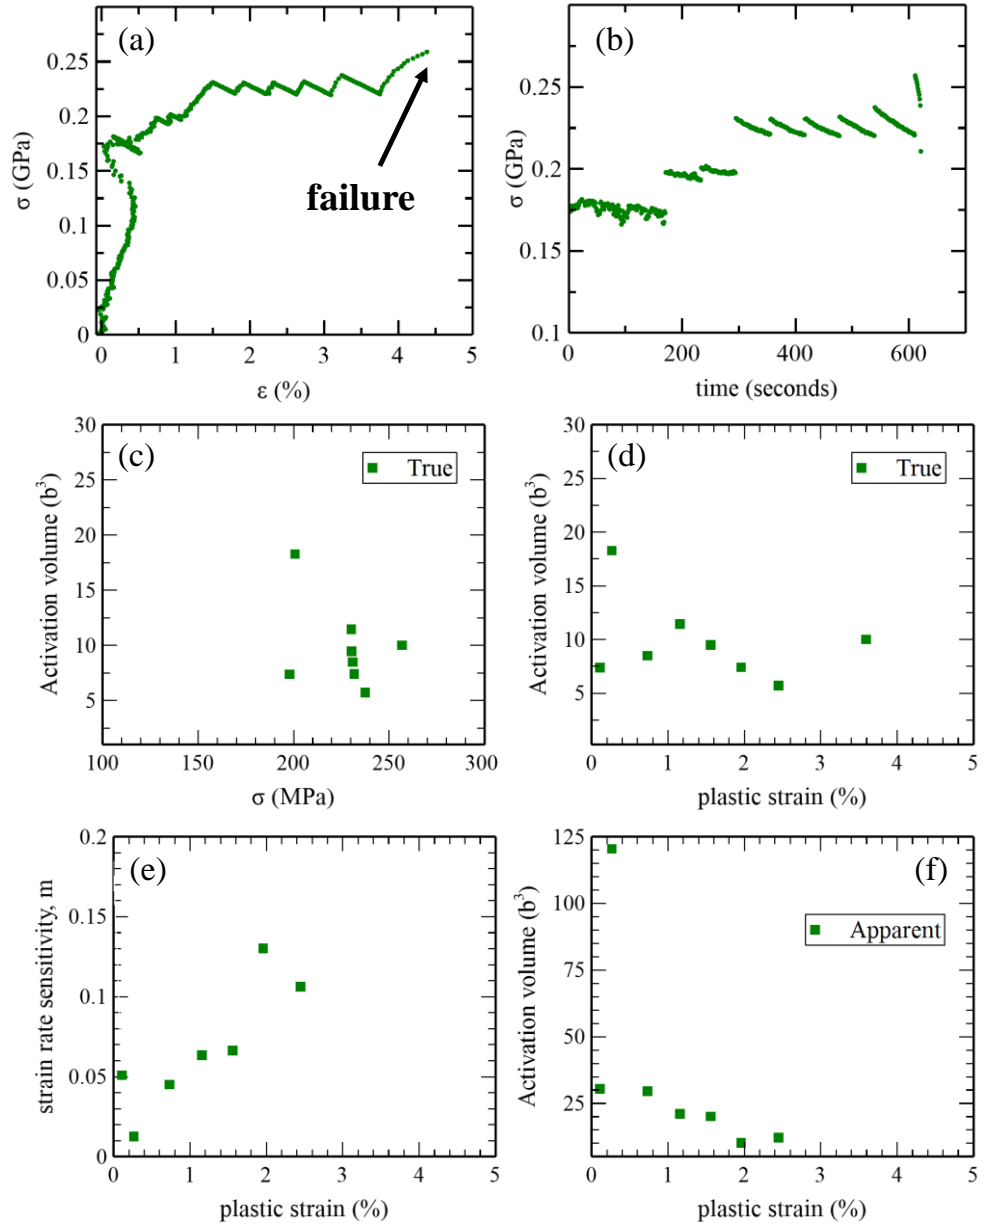 (a)
0.25
0.2
0.15
0.1
0.05
0
σ (GPa)
failure
0 1 2 3 4 5
ε (%)
(b)
0.25
0.2
0.15
0.1
σ (GPa)
0 200 400 600
time (seconds)
(c)
True
30
25
20
15
10
5
Activation volume (b³)
100 150 200 250 300
σ (MPa)
(d)
True
30
25
20
15
10
5
Activation volume (b³)
0 1 2 3 4 5
plastic strain (%)
(e)
0.2
0.15
0.1
0.05
0
strain rate sensitivity, m
0 1 2 3 4 5
plastic strain (%)
(f)
Apparent
125
100
75
50
25
Activation volume (b³)
0 1 2 3 4 5
plastic strain (%)